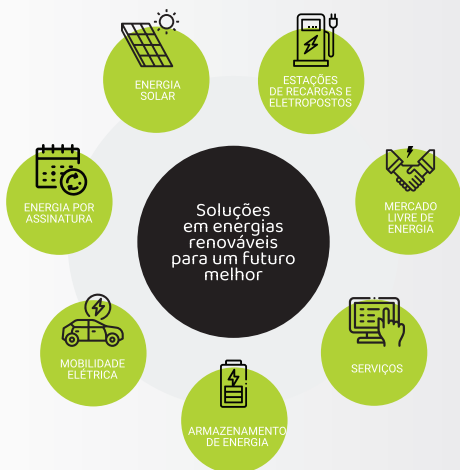 ENERGIA
SOLAR
ESTAÇÕES
DE RECARGAS E
ELETROPOSTOS
ENERGIA POR
ASSINATURA
MERCADO
LIVRE DE
ENERGIA
Soluções
em energias
renováveis
para um futuro
melhor
MOBILIDADE
ELÉTRICA
SERVIÇOS
ARMAZENAMENTO
DE ENERGIA